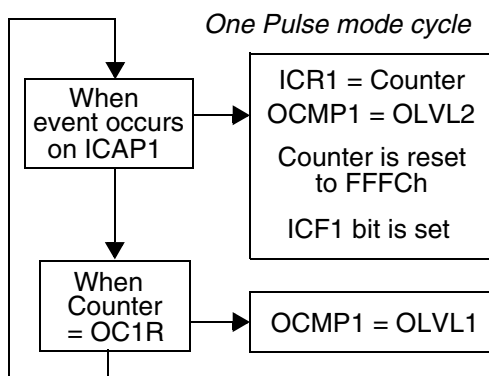 One Pulse mode cycle
When
event occurs
on ICAP1
ICR1 = Counter
OCMP1 = OLVL2
Counter is reset
to FFFCh
ICF1 bit is set
When
Counter
= OC1R
OCMP1 = OLVL1